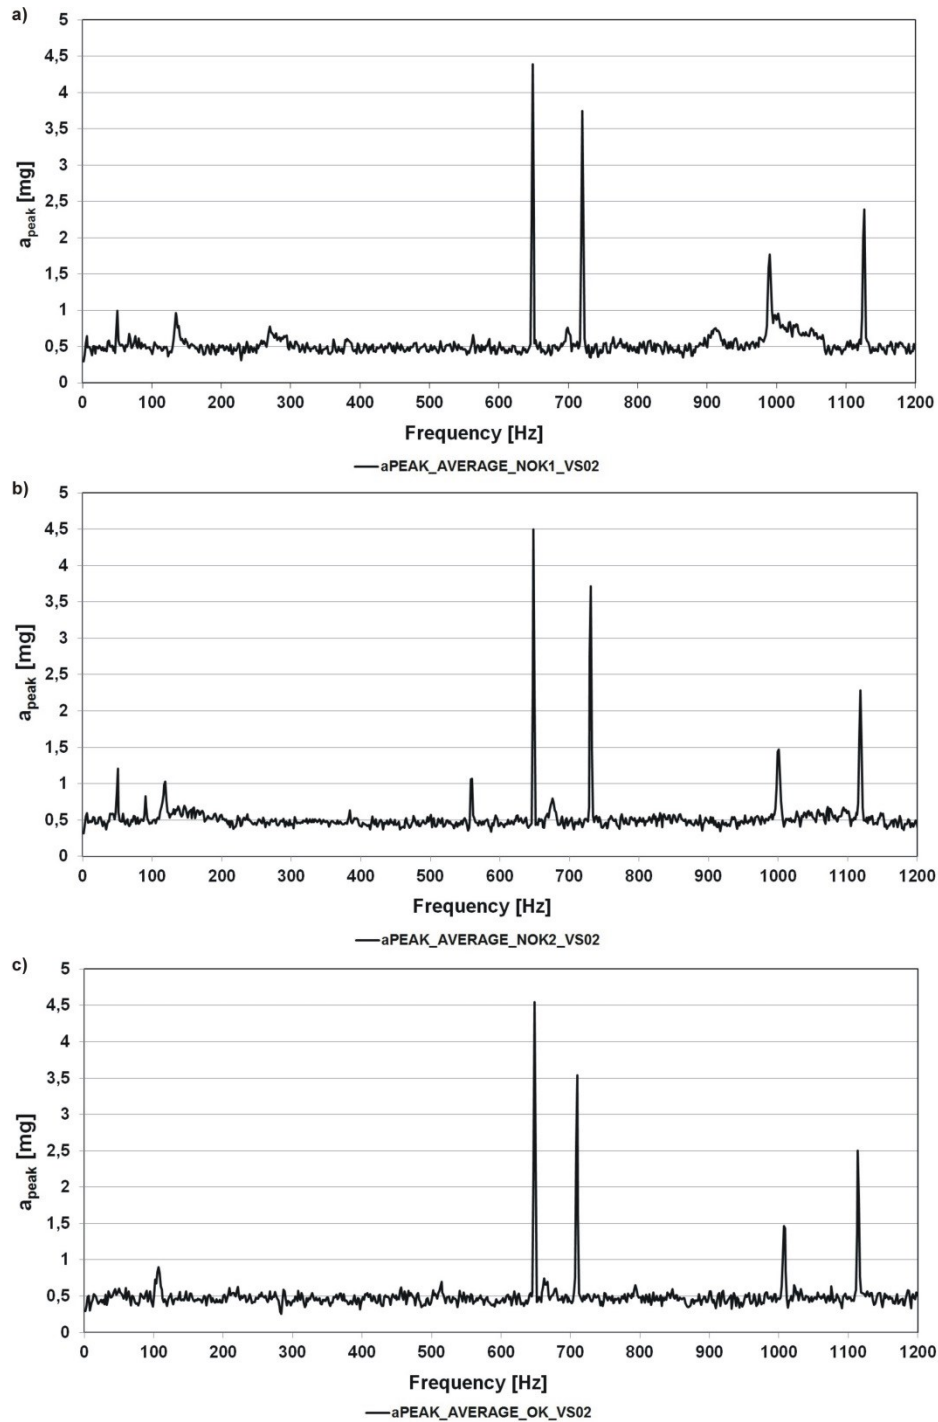 a)
5
4,5
4
3,5
3
2,5
2
1,5
1
0,5
0
a_peak [mg]
0 100 200 300 400 500 600 700 800 900 1000 1100 1200
Frequency [Hz]
aPEAK_AVERAGE_NOK1_VS02
b)
5
4,5
4
3,5
3
2,5
2
1,5
1
0,5
0
a_peak [mg]
0 100 200 300 400 500 600 700 800 900 1000 1100 1200
Frequency [Hz]
aPEAK_AVERAGE_NOK2_VS02
c)
5
4,5
4
3,5
3
2,5
2
1,5
1
0,5
0
a_peak [mg]
0 100 200 300 400 500 600 700 800 900 1000 1100 1200
Frequency [Hz]
aPEAK_AVERAGE_OK_VS02